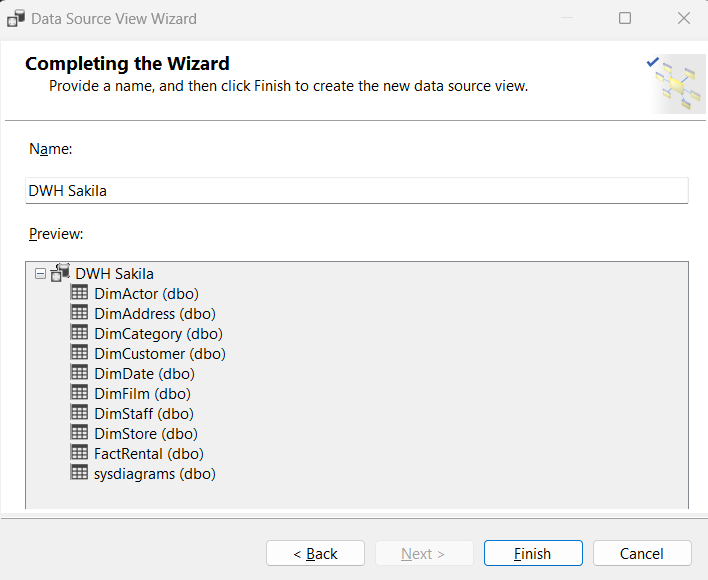 Data Source View Wizard
Completing the Wizard
Provide a name, and then click Finish to create the new data source view.
Name:
DWH Sakila
Preview:
DWH Sakila
DimActor (dbo)
DimAddress (dbo)
DimCategory (dbo)
DimCustomer (dbo)
DimDate (dbo)
DimFilm (dbo)
DimStaff (dbo)
DimStore (dbo)
FactRental (dbo)
sysdiagrams (dbo)
< Back
Next >
Finish
Cancel